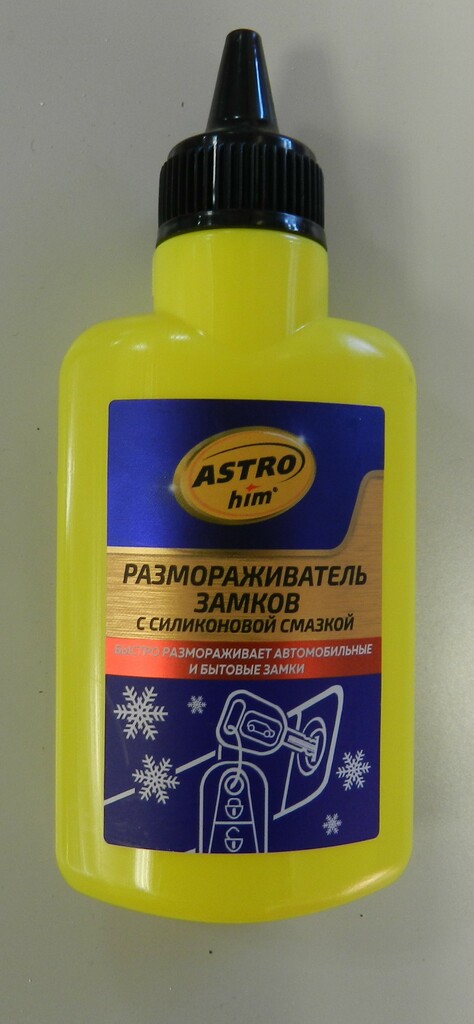 ASTRO
him®
РАЗМОРАЖИВАТЕЛЬ
ЗАМКОВ
С СИЛИКОНОВОЙ СМАЗКОЙ
БЫСТРО РАЗМОРАЖИВАЕТ АВТОМОБИЛЬНЫЕ
И БЫТОВЫЕ ЗАМКИ